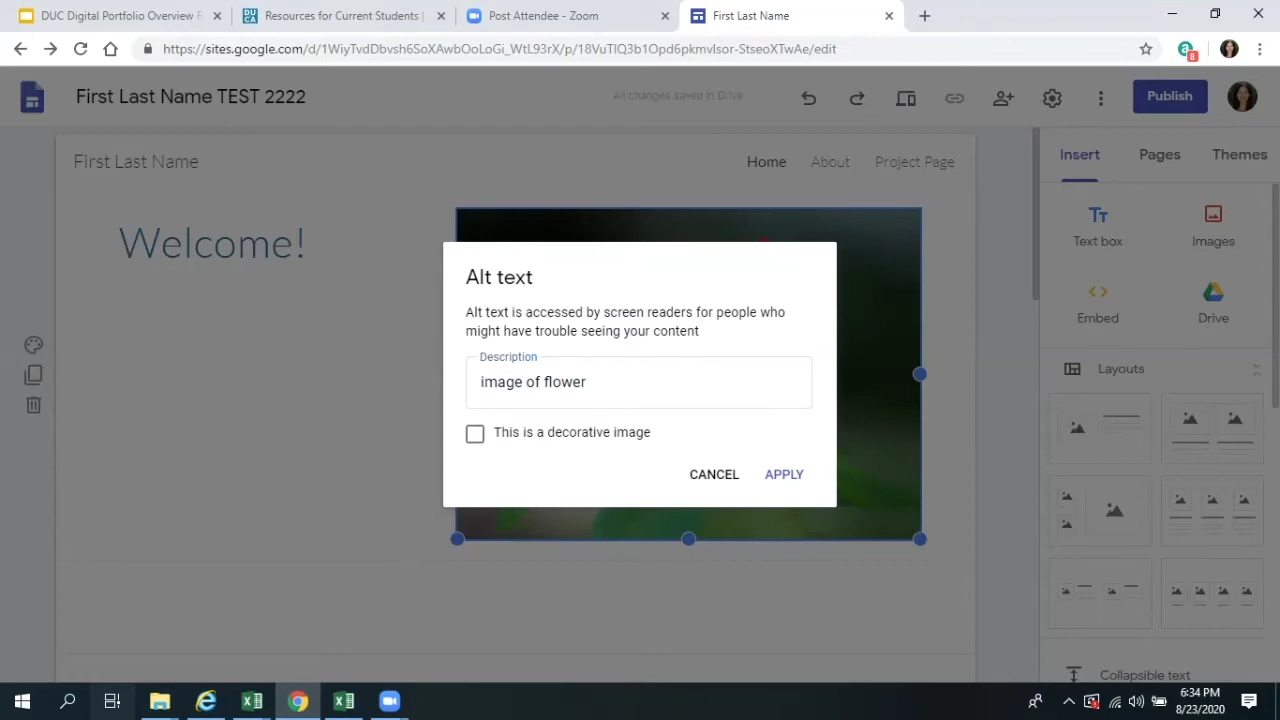 DUC Digital Portfolio Overview F
Resources for Current Students |
Post Attendee - Zoom
First Last Name
https://sites.google.com/d/1WiyTvdDbvsh6SoXAwbOoLoGi_WtL93rX/p/18VuTlQ3b1Opd6pkmvlsor-StseoXTwAe/edit
8
First Last Name TEST 2222
All changes saved in Drive
Publish
First Last Name
Home
About
Project Page
Insert
Pages
Themes
Welcome!
Text box
Images
Embed
Drive
Layouts
Collapsible text
Alt text
Alt text is accessed by screen readers for people who
might have trouble seeing your content
Description
image of flower
This is a decorative image
CANCEL
APPLY
6:34 PM
8/23/2020